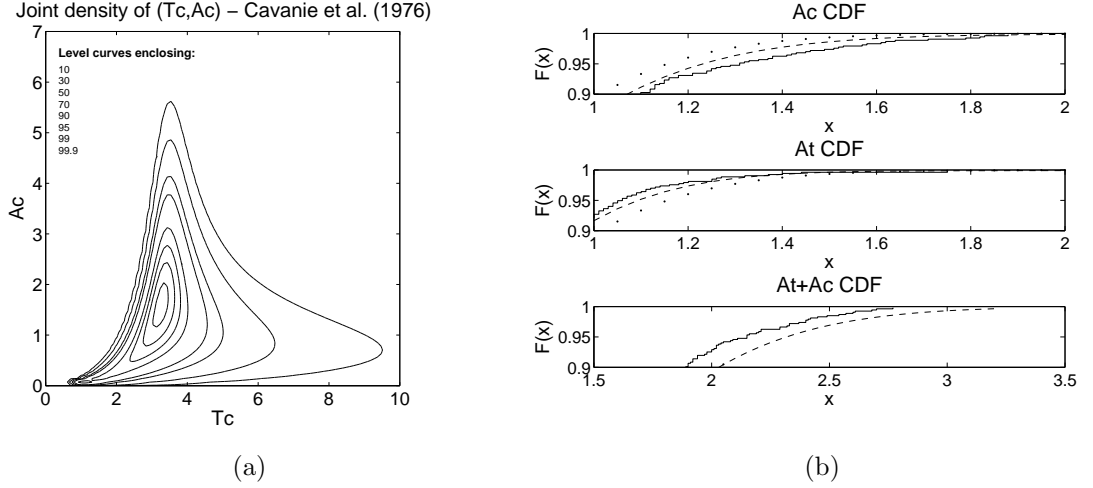 Joint density of (Tc,Ac) − Cavanie et al. (1976)
7
Level curves enclosing:
10
30
50
70
90
95
99
99.9
6
5
4
3
2
1
0
Ac
0 2 4 6 8 10
Tc
(a)
Ac CDF
1
0.95
0.9
F(x)
1 1.2 1.4 1.6 1.8 2
x
At CDF
1
0.95
0.9
F(x)
1 1.2 1.4 1.6 1.8 2
x
At+Ac CDF
1
0.95
0.9
F(x)
1.5 2 2.5 3 3.5
x
(b)